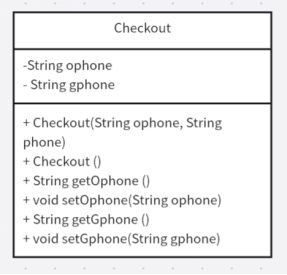 Checkout
-String ophone
- String gphone
+ Checkout(String ophone, String
phone)
+ Checkout ()
+ String getOphone ()
+ void setOphone(String ophone)
+ String getGphone ()
+ void setGphone(String gphone)